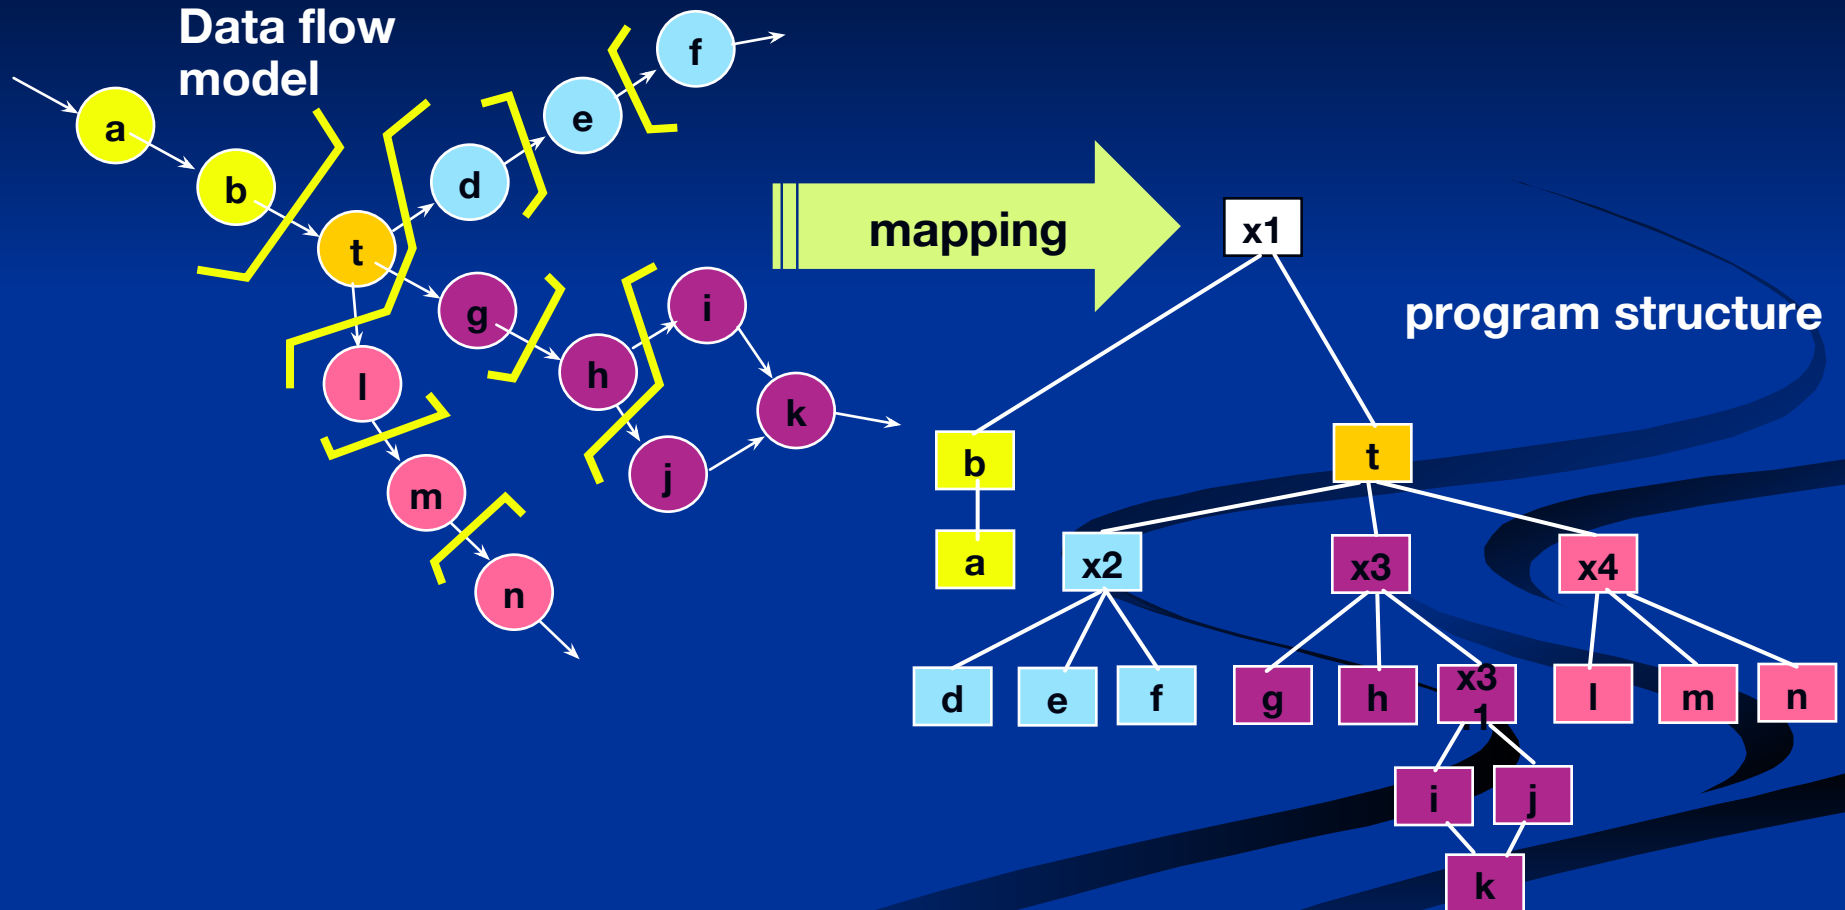 Data flow
model
a
b
t
d
e
f
g
h
i
j
k
l
m
n
mapping
program structure
x1
b
t
a
x2
x3
x4
d
e
f
g
h
x3
.1
l
m
n
i
j
k